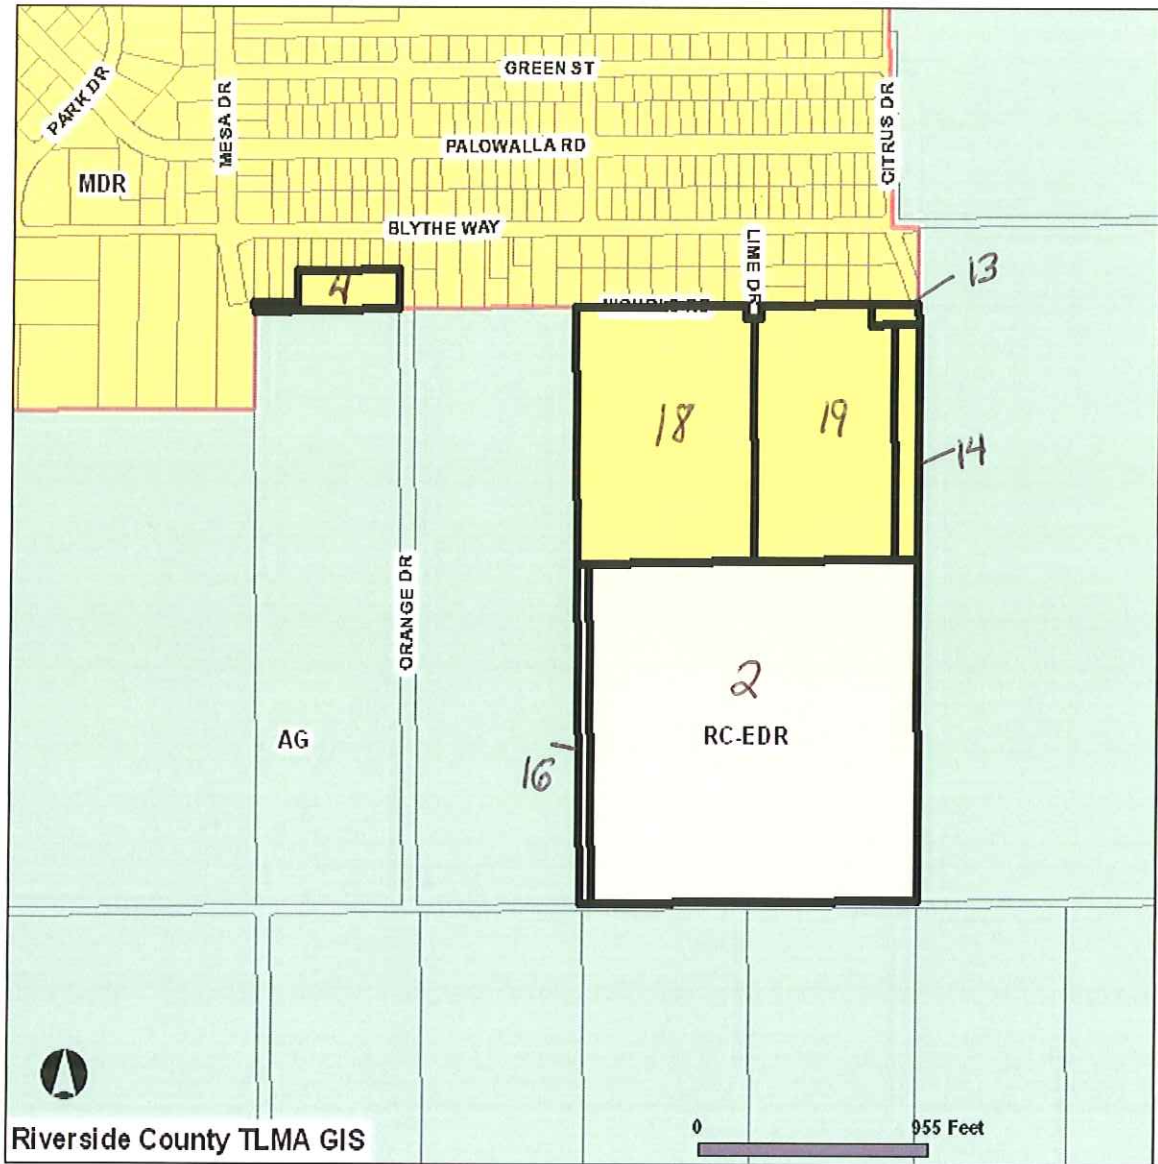 GREEN ST
PARK DR
MESA DR
CITRUS DR
PALOWALLA RD
MDR
BLYTHE WAY
LIME DR
13
4
18
19
14
ORANGE DR
2
AG
RC-EDR
16
0 955 Feet
Riverside County TLMA GIS